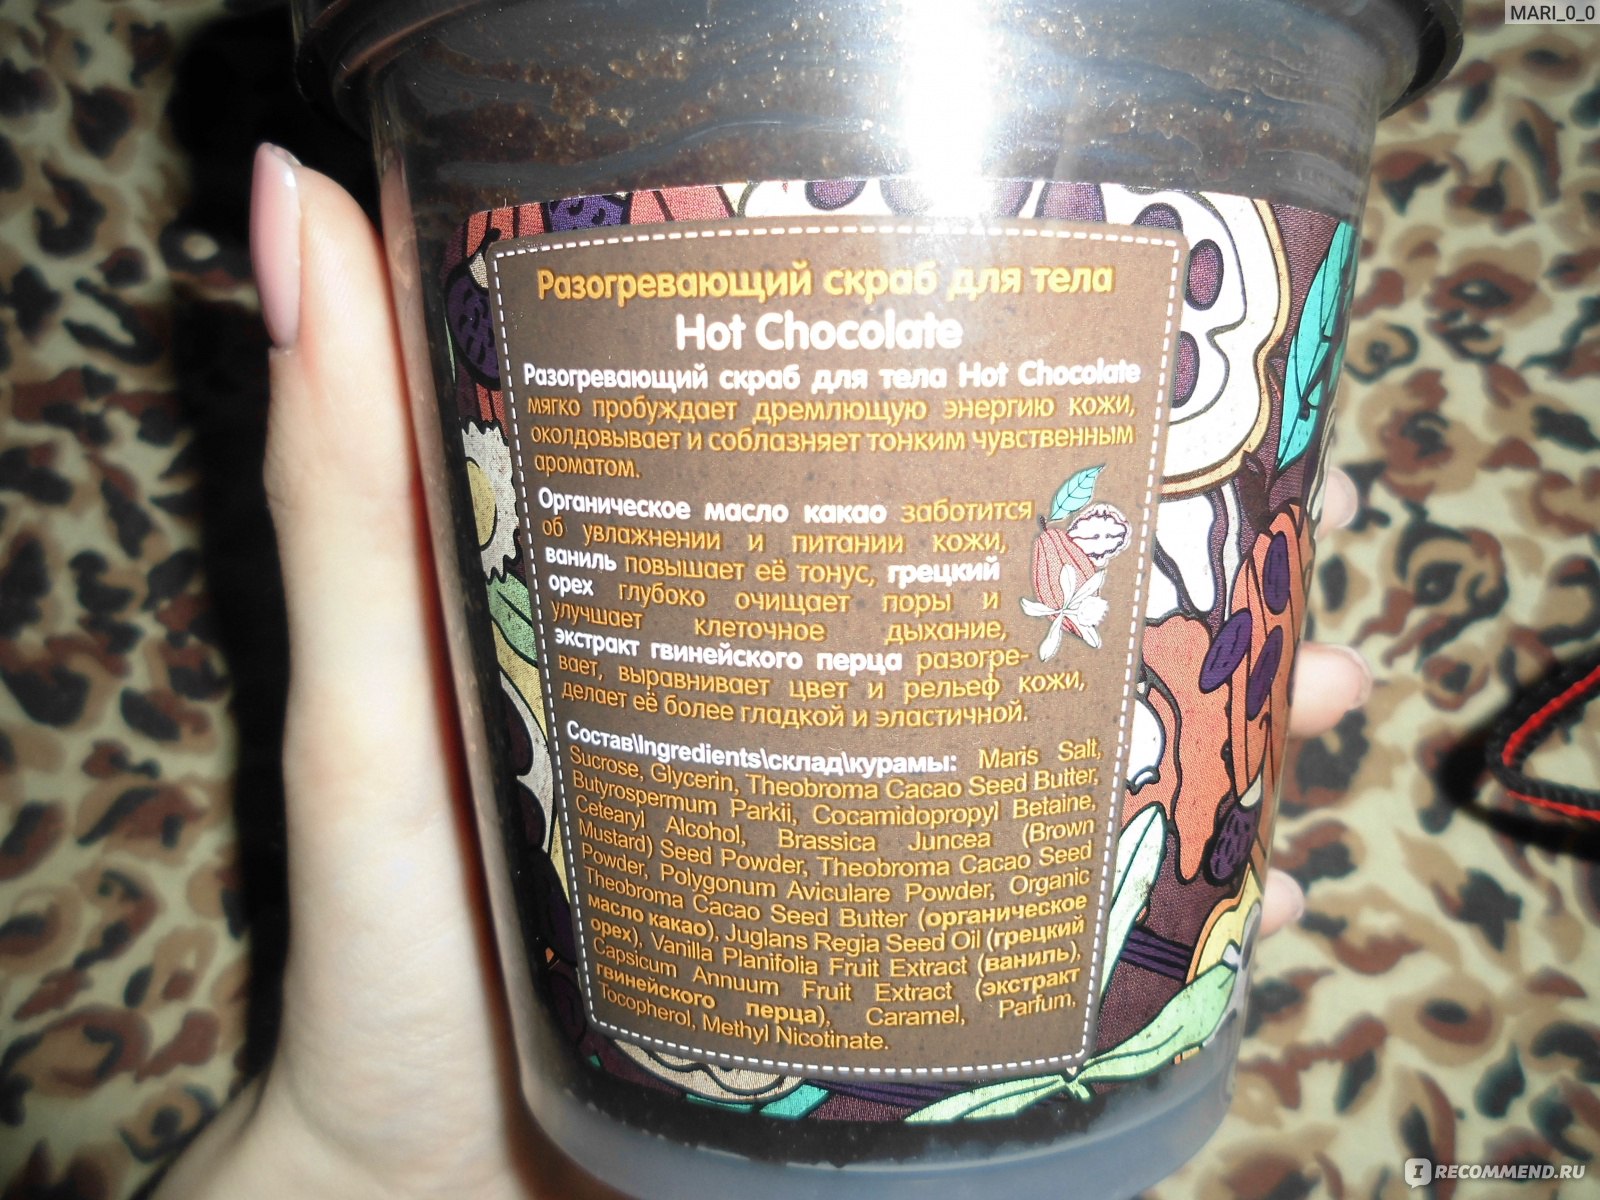 MARI_0_0
Разогревающий скраб для тела
Hot Chocolate
Разогревающий скраб для тела Hot Chocolate
мягко пробуждает дремлющую энергию кожи,
околдовывает и соблазняет тонким чувственным
ароматом.
Органическое масло какао заботится
об увлажнении и питании кожи,
ваниль повышает её тонус, грецкий
орех глубоко очищает поры и
улучшает клеточное дыхание,
экстракт гвинейского перца разогре-
вает, выравнивает цвет и рельеф кожи,
делает её более гладкой и эластичной.
Состав\Ingredients\склад\курамы: Maris Salt,
Sucrose, Glycerin, Theobroma Cacao Seed Butter,
Butyrospermum Parkii, Cocamidopropyl Betaine,
Cetearyl Alcohol, Brassica Juncea (Brown
Mustard) Seed Powder, Theobroma Cacao Seed
Powder, Polygonum Aviculare Powder, Organic
Theobroma Cacao Seed Butter (органическое
масло какао), Juglans Regia Seed Oil (грецкий
орех), Vanilla Planifolia Fruit Extract (ваниль),
Capsicum Annuum Fruit Extract (экстракт
гвинейского перца), Caramel, Parfum,
Tocopherol, Methyl Nicotinate.
I RECOMMEND.RU